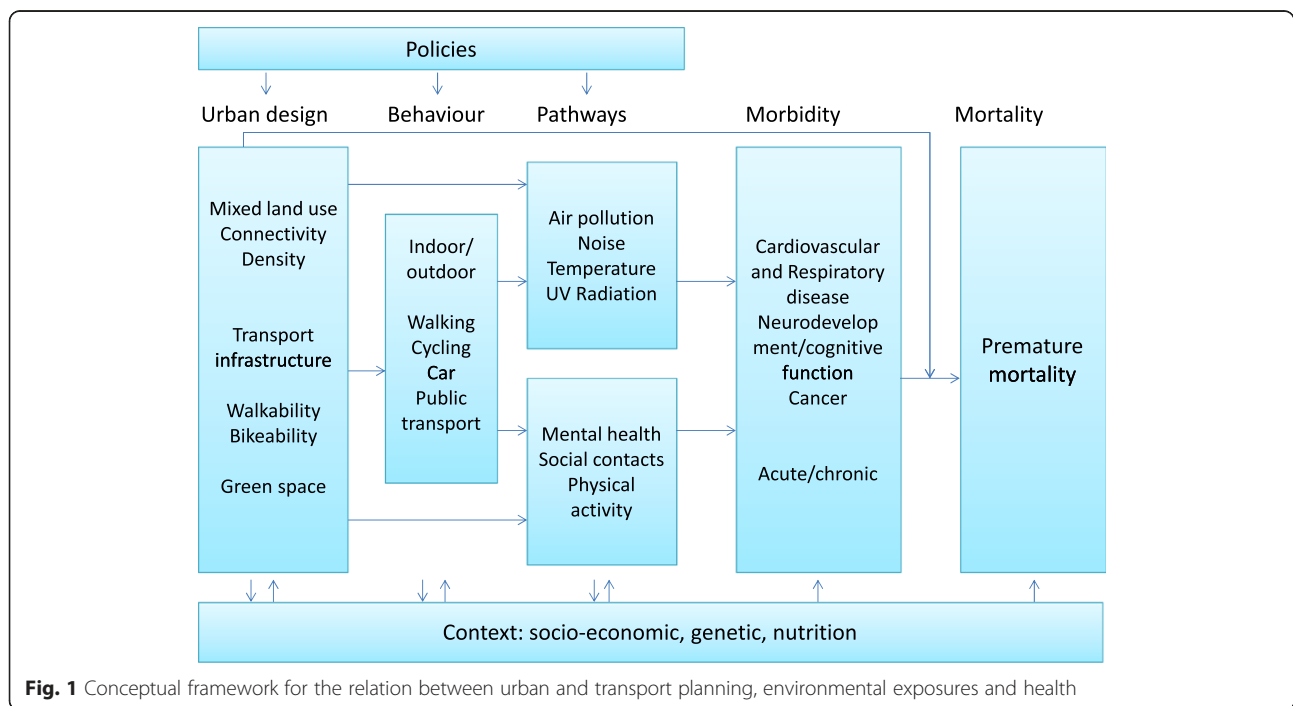 Policies
Urban design
Behaviour
Pathways
Morbidity
Mortality
Mixed land use
Connectivity
Density
Transport
infrastructure
Walkability
Bikeability
Green space
Indoor/
outdoor
Walking
Cycling
Car
Public
transport
Air pollution
Noise
Temperature
UV Radiation
Mental health
Social contacts
Physical
activity
Cardiovascular
and Respiratory
disease
Neurodevelop
ment/cognitive
function
Cancer
Acute/chronic
Premature
mortality
Context: socio-economic, genetic, nutrition
Fig. 1 Conceptual framework for the relation between urban and transport planning, environmental exposures and health